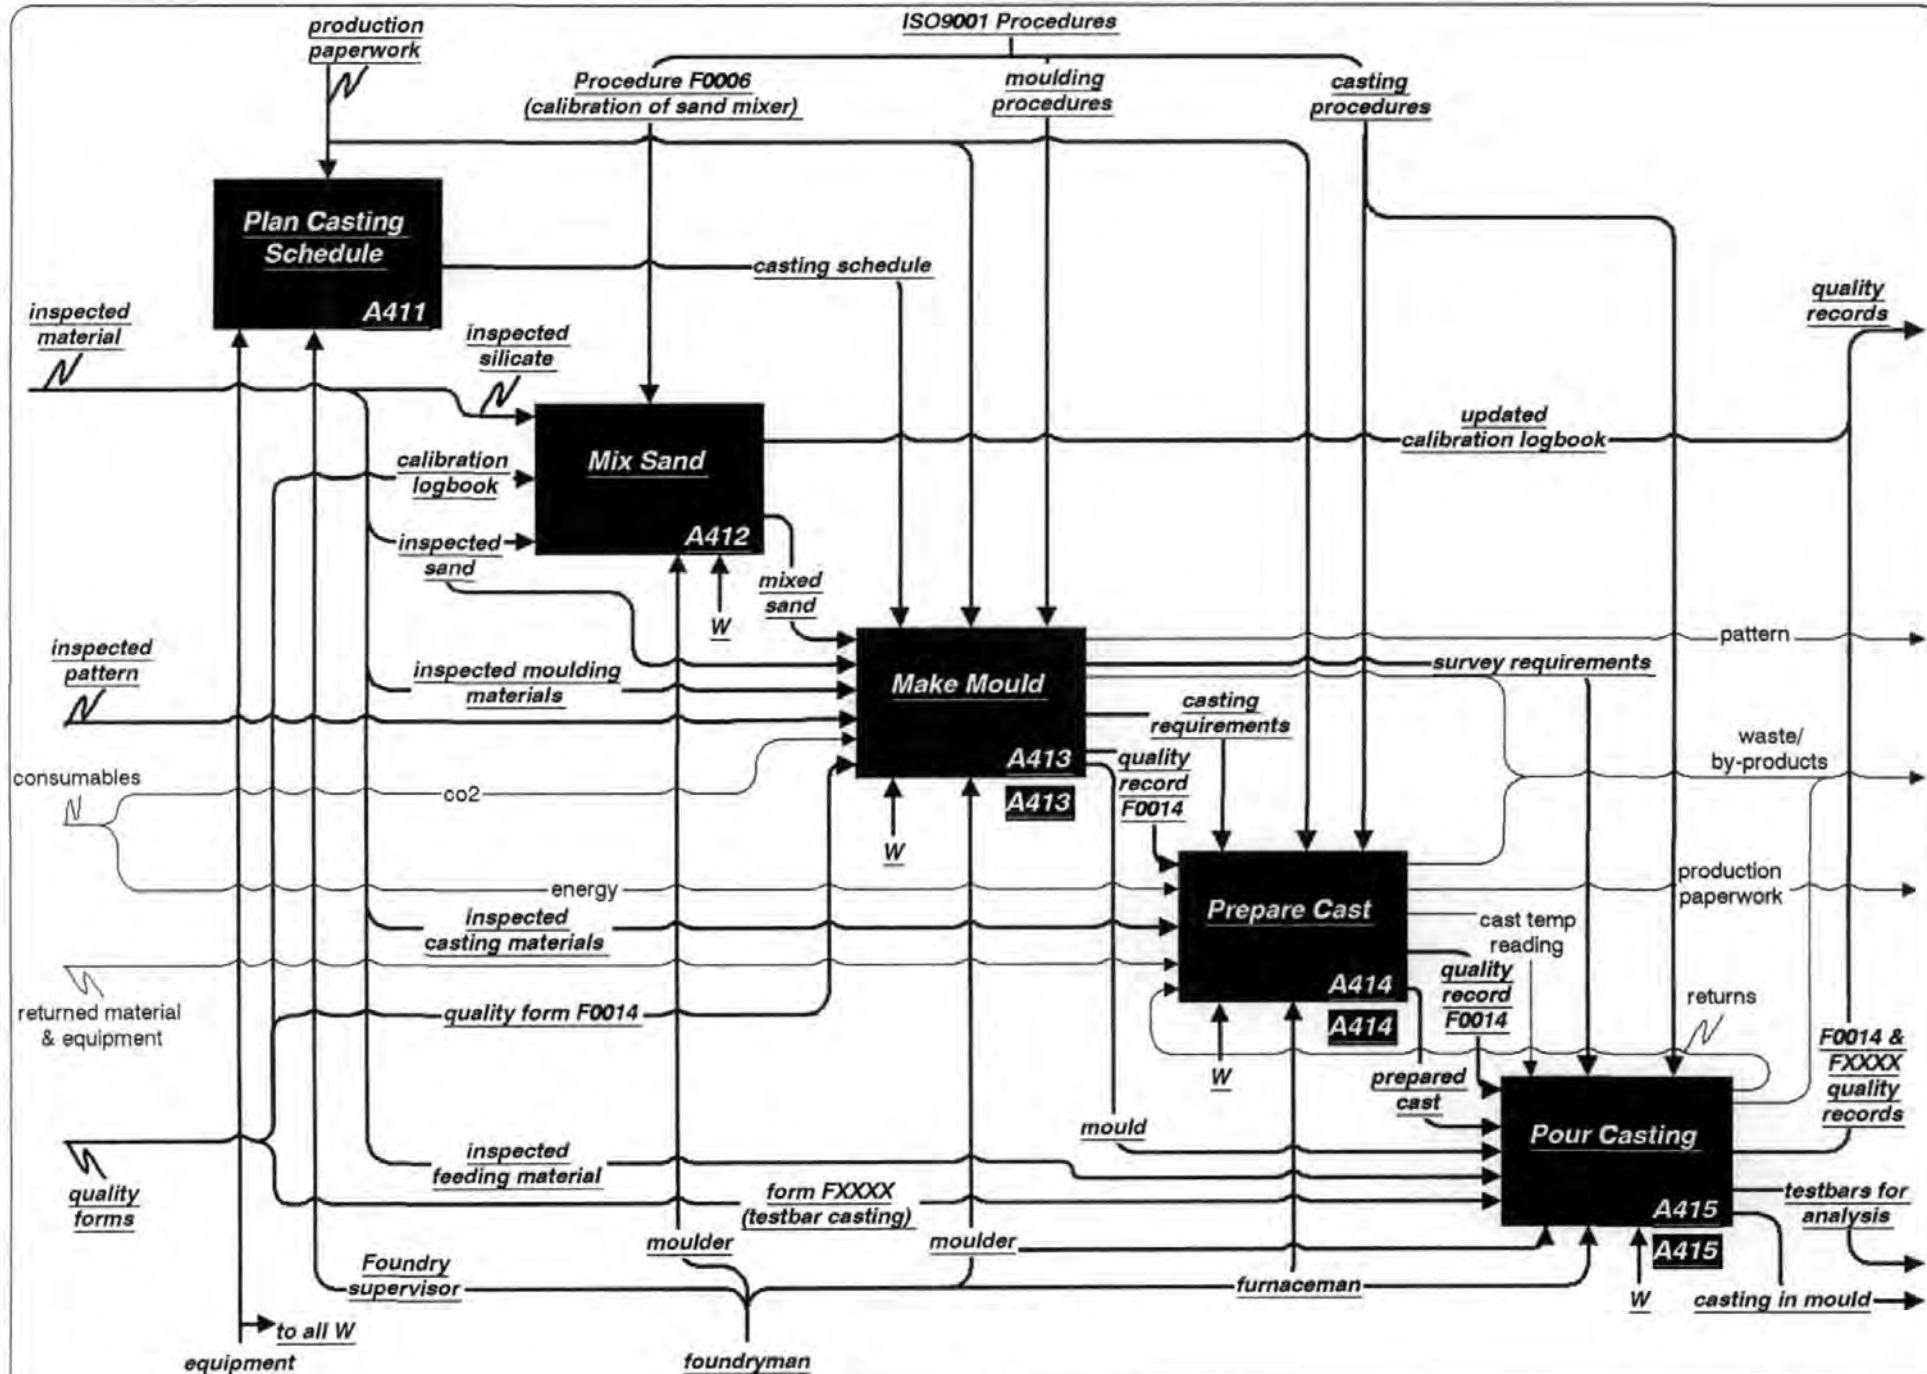 production
paperwork
ISO9001 Procedures
Procedure F0006
(calibration of sand mixer)
moulding
procedures
casting
procedures
Plan Casting
Schedule
A411
casting schedule
inspected
material
inspected
silicate
quality
records
Mix Sand
A412
updated
calibration logbook
calibration
logbook
inspected
sand
mixed
sand
W
inspected
pattern
inspected moulding
materials
Make Mould
A413
A413
pattern
survey requirements
casting
requirements
quality
record
F0014
waste/
by-products
consumables
co2
W
energy
Prepare Cast
A414
A414
production
paperwork
inspected
casting materials
cast temp
reading
quality
record
F0014
returned material
& equipment
quality form F0014
returns
W
prepared
cast
F0014 &
FXXXX
quality
records
mould
Pour Casting
A415
A415
quality
forms
inspected
feeding material
form FXXXX
(testbar casting)
testbars for
analysis
moulder
moulder
Foundry
supervisor
furnaceman
W
casting in mould
to all W
equipment
foundryman